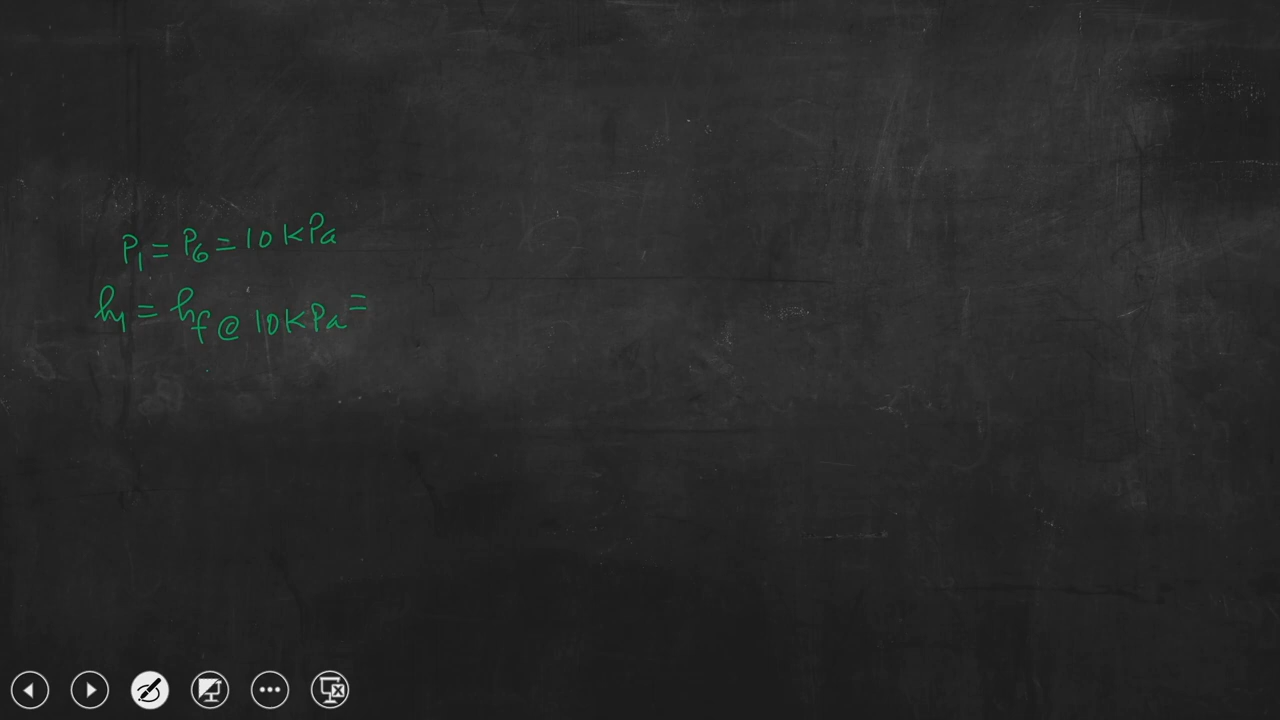 P₁ = P₆ = 10 kPa
h₁ = hf @ 10 kPa =